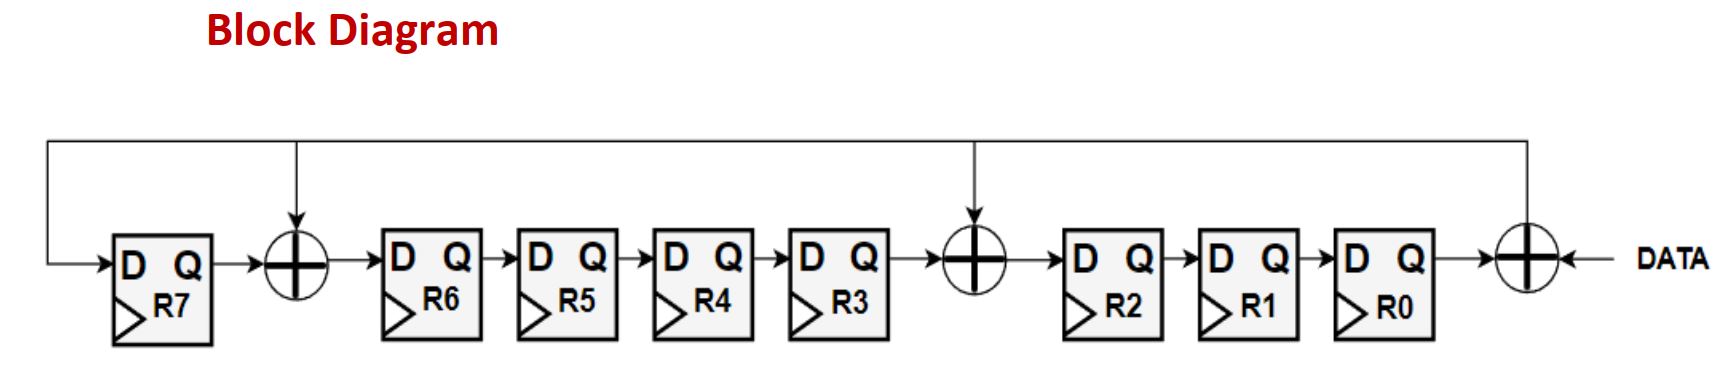 Block Diagram
D Q
R7
D Q
R6
D Q
R5
D Q
R4
D Q
R3
D Q
R2
D Q
R1
D Q
R0
DATA